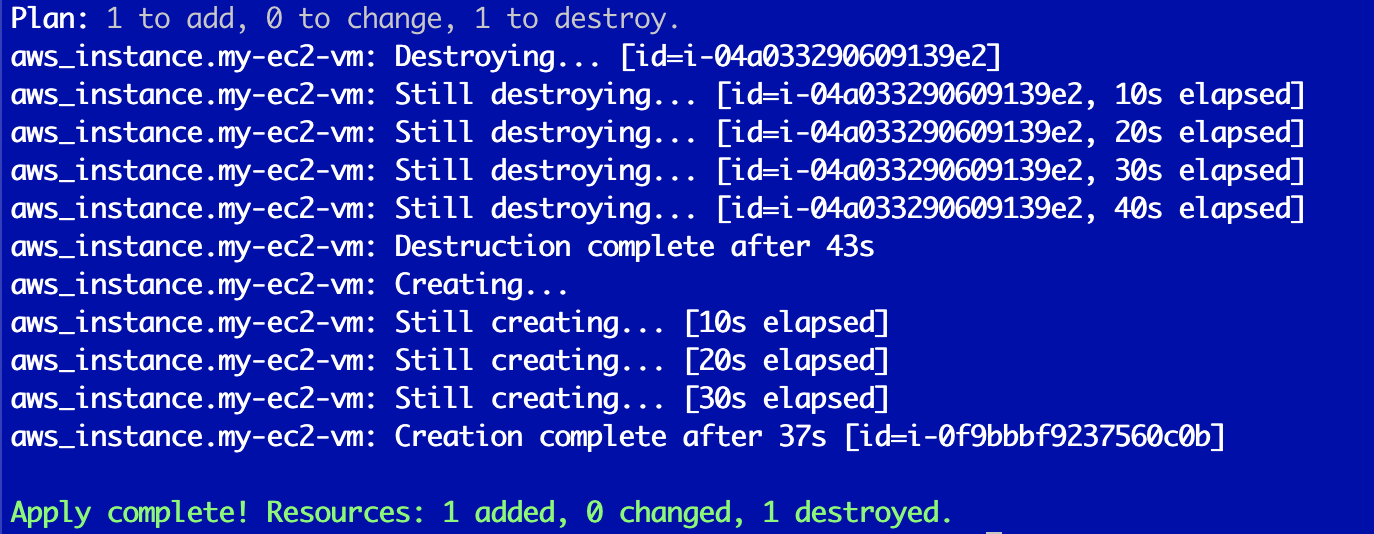 Plan: 1 to add, 0 to change, 1 to destroy.
aws_instance.my-ec2-vm: Destroying... [id=i-04a033290609139e2]
aws_instance.my-ec2-vm: Still destroying... [id=i-04a033290609139e2, 10s elapsed]
aws_instance.my-ec2-vm: Still destroying... [id=i-04a033290609139e2, 20s elapsed]
aws_instance.my-ec2-vm: Still destroying... [id=i-04a033290609139e2, 30s elapsed]
aws_instance.my-ec2-vm: Still destroying... [id=i-04a033290609139e2, 40s elapsed]
aws_instance.my-ec2-vm: Destruction complete after 43s
aws_instance.my-ec2-vm: Creating...
aws_instance.my-ec2-vm: Still creating... [10s elapsed]
aws_instance.my-ec2-vm: Still creating... [20s elapsed]
aws_instance.my-ec2-vm: Still creating... [30s elapsed]
aws_instance.my-ec2-vm: Creation complete after 37s [id=i-0f9bbbf9237560c0b]
Apply complete! Resources: 1 added, 0 changed, 1 destroyed.